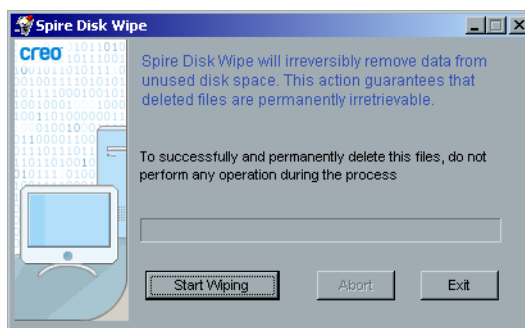 Spire Disk Wipe
creo
Spire Disk Wipe will irreversibly remove data from
unused disk space. This action guarantees that
deleted files are permanently irretrievable.
To successfully and permanently delete this files, do not
perform any operation during the process
Start Wiping
Abort
Exit